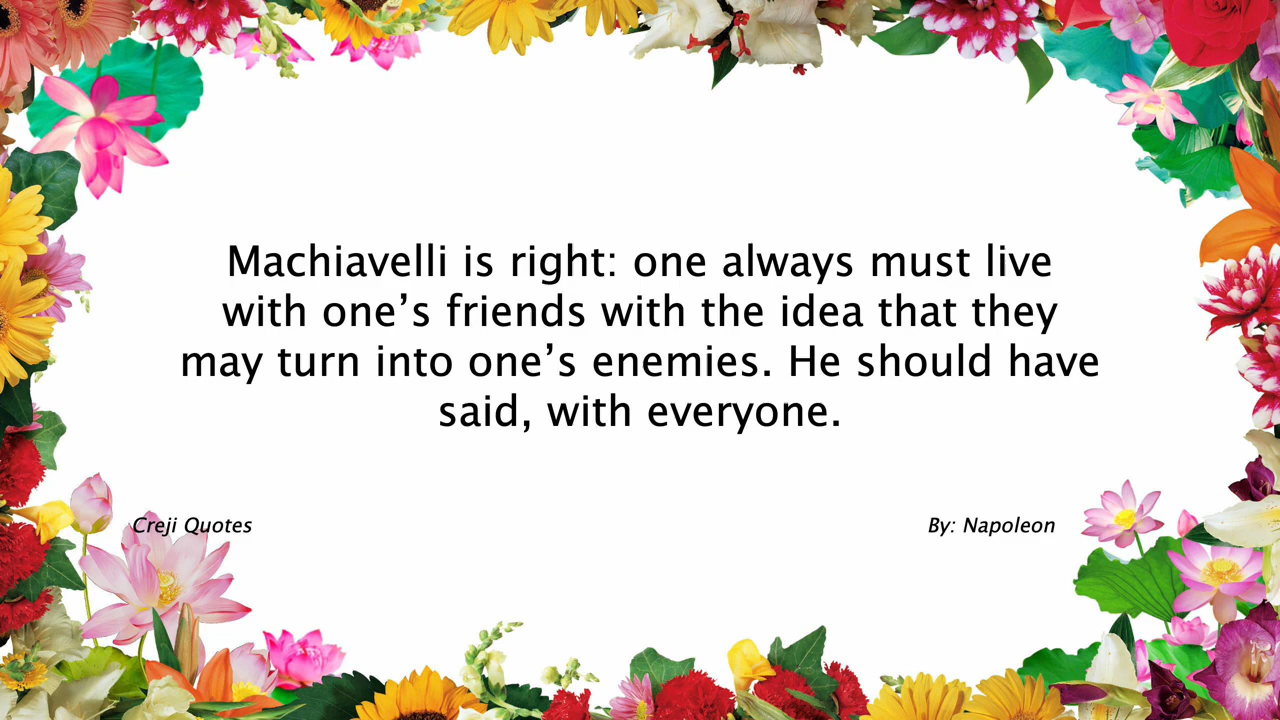 Machiavelli is right: one always must live
with one’s friends with the idea that they
may turn into one’s enemies. He should have
said, with everyone.
Creji Quotes
By: Napoleon